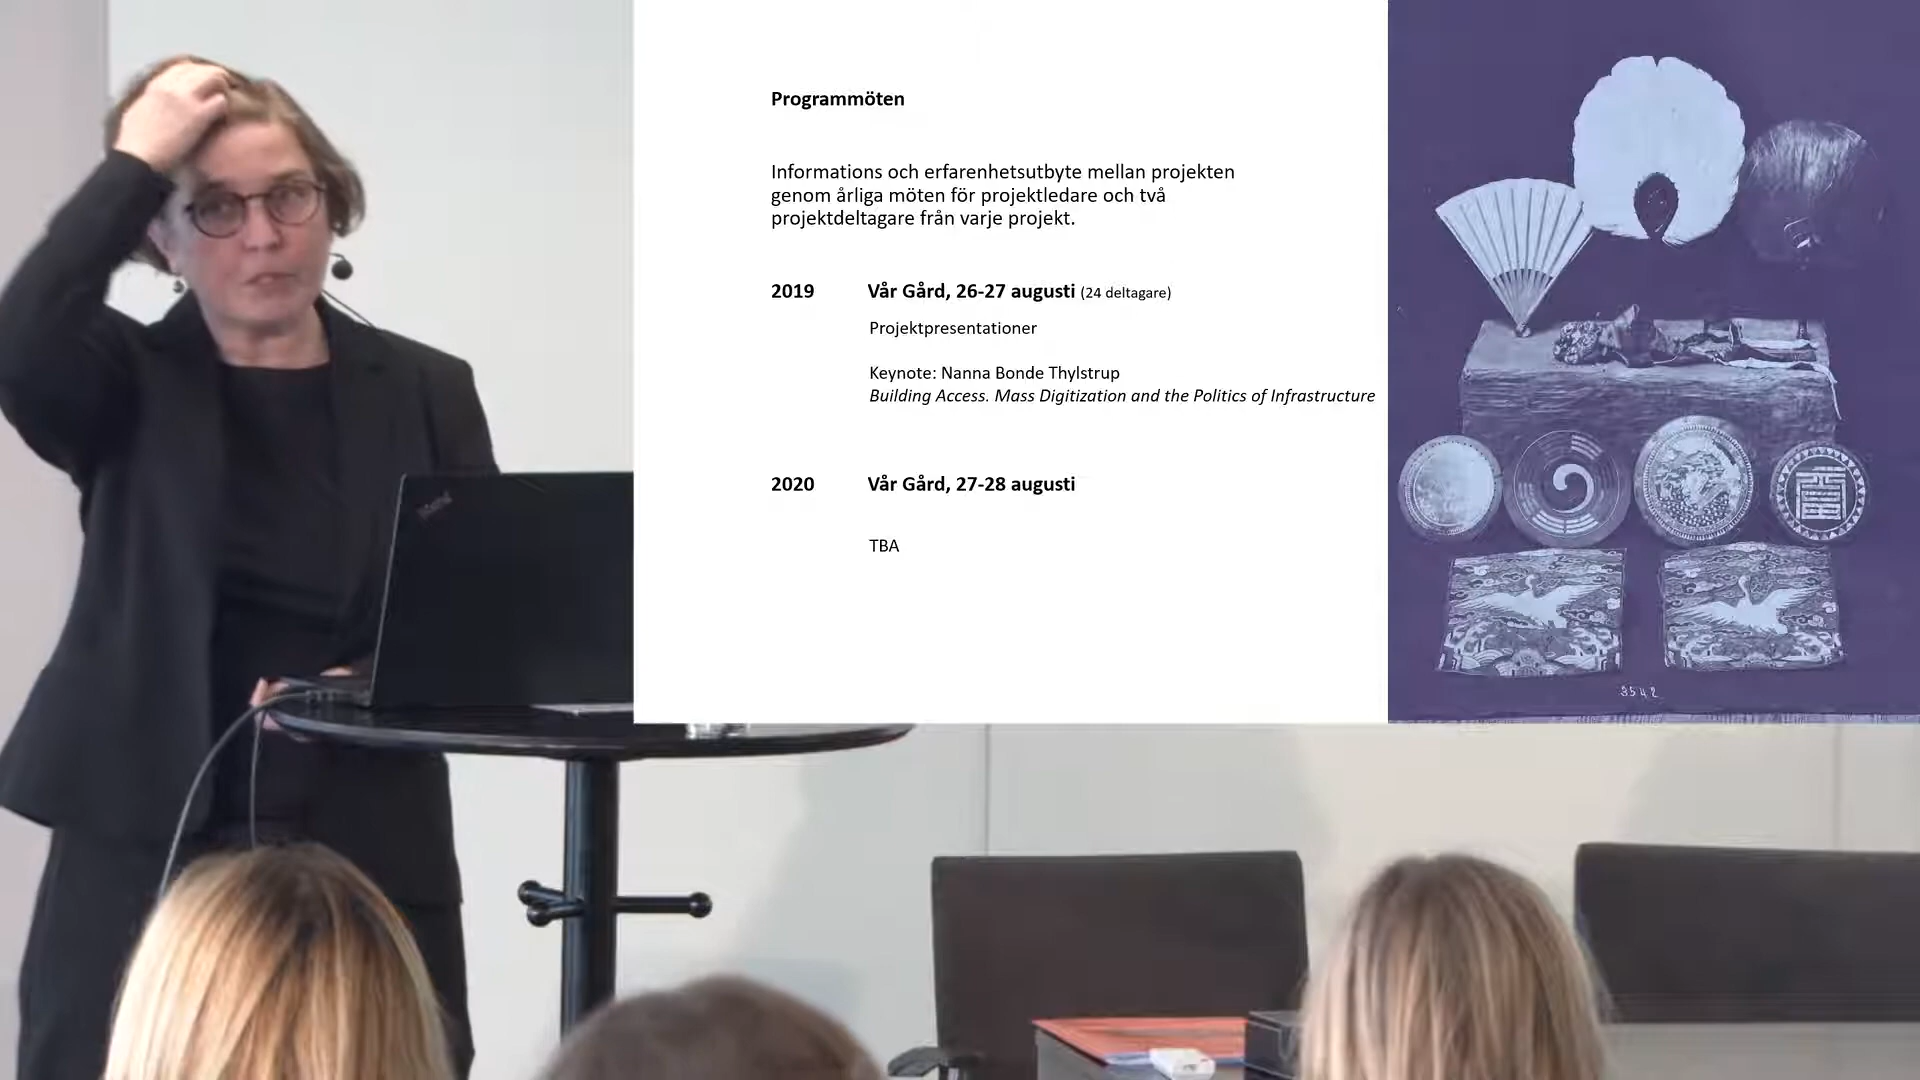 Programmöten
Informations och erfarenhetsutbyte mellan projekten
genom årliga möten för projektledare och två
projektdeltagare från varje projekt.
2019 Vår Gård, 26-27 augusti (24 deltagare)
Projektpresentationer
Keynote: Nanna Bonde Thylstrup
Building Access. Mass Digitization and the Politics of Infrastructure
2020 Vår Gård, 27-28 augusti
TBA
3542